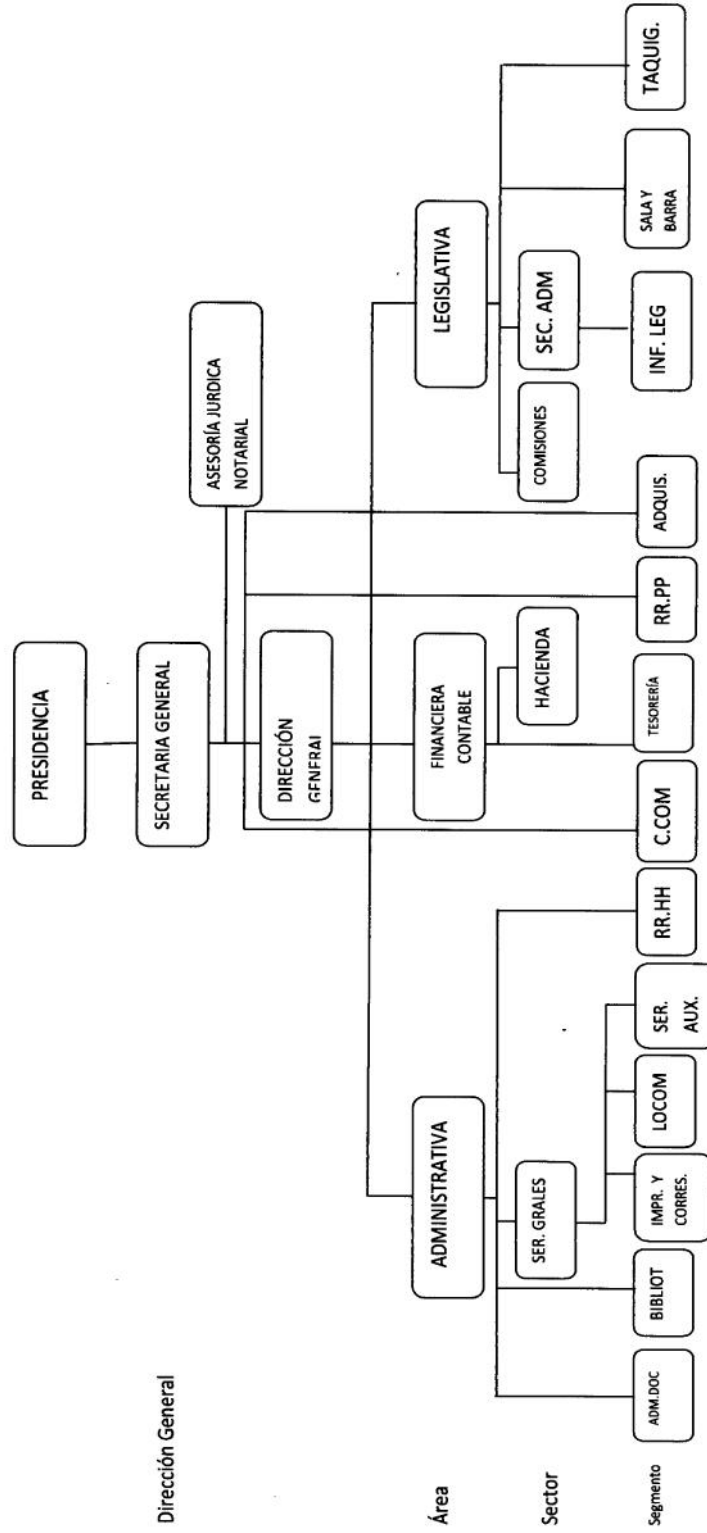 PRESIDENCIA
Dirección General
SECRETARIA GENERAL
ASESORÍA JURDICA
NOTARIAL
DIRECCIÓN
GENERAL
Área
ADMINISTRATIVA
FINANCIERA
CONTABLE
LEGISLATIVA
Sector
SER. GRALES
HACIENDA
COMISIONES
SEC. ADM
Segmento
ADM.DOC
BIBLIOT
IMPR. Y
CORRES.
LOCOM
SER.
AUX.
RR.HH
C.COM
TESORERÍA
RR.PP
ADQUIS.
INF. LEG
SALA Y
BARRA
TAQUIG.